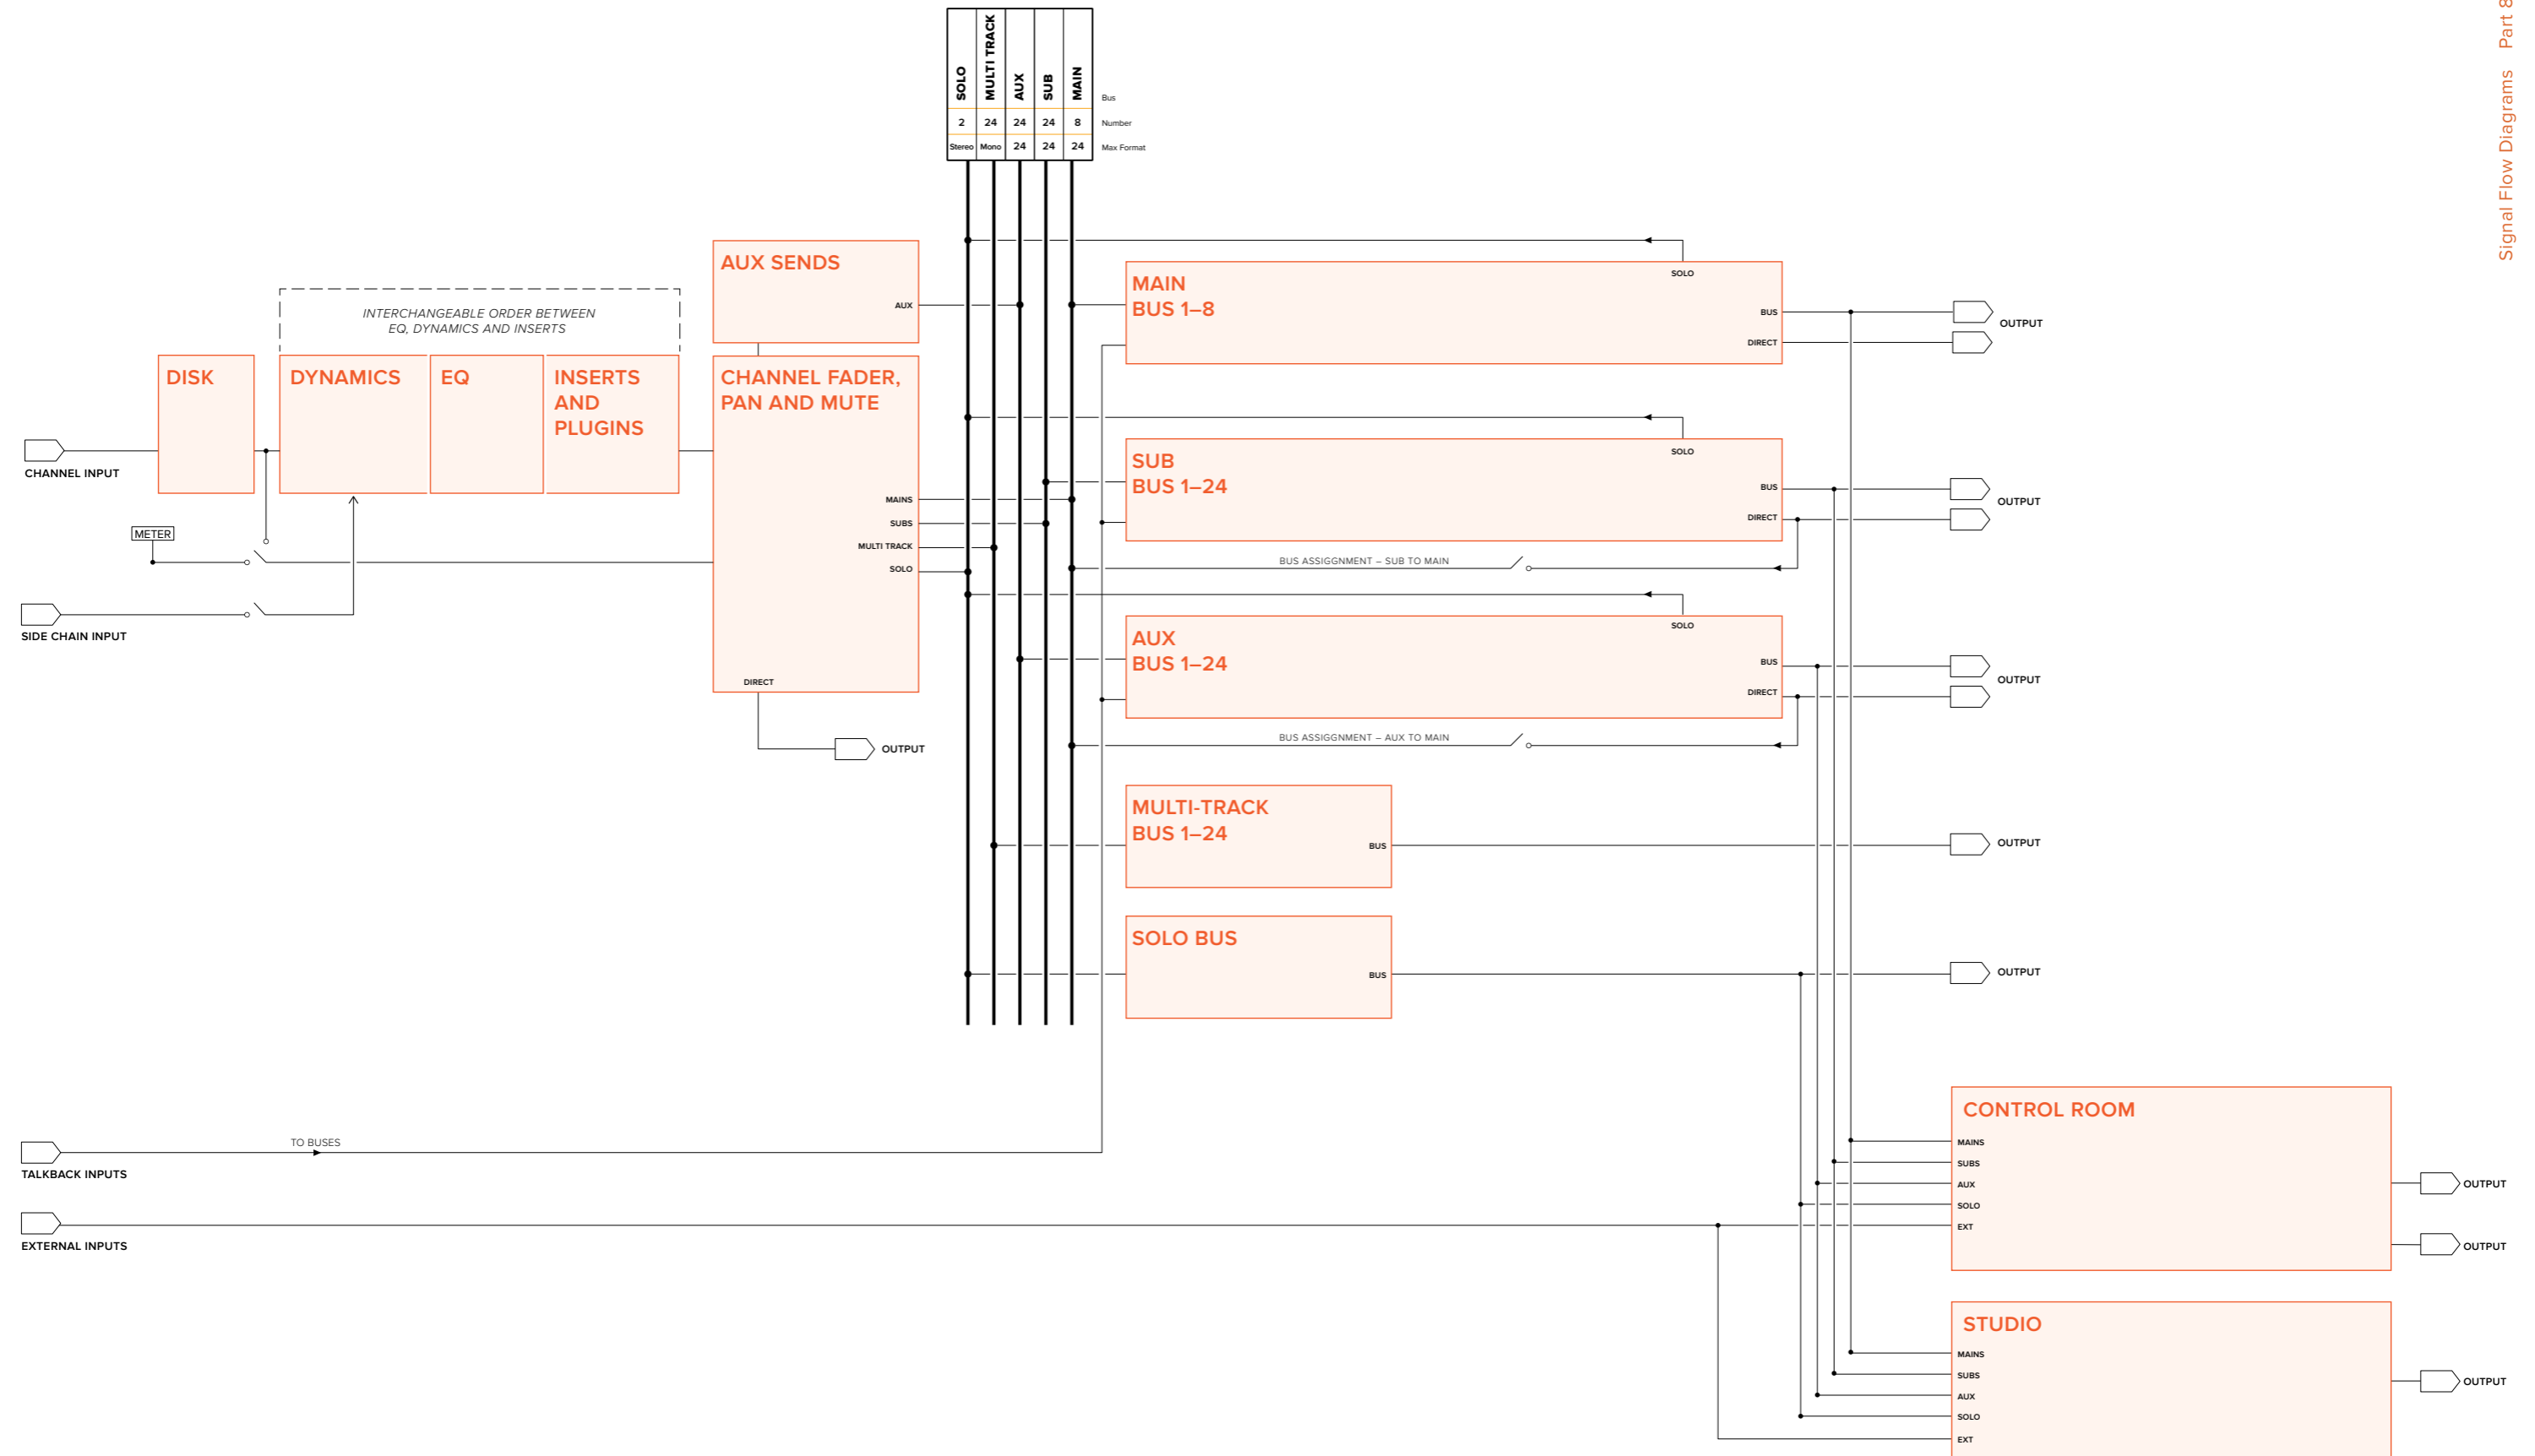 Signal Flow Diagrams Part 8
SOLO
MULTI TRACK
AUX
SUB
MAIN
Bus
2
24
24
24
8
Number
Stereo
Mono
24
24
24
Max Format
AUX SENDS
AUX
INTERCHANGEABLE ORDER BETWEEN
EQ, DYNAMICS AND INSERTS
DISK
DYNAMICS
EQ
INSERTS
AND
PLUGINS
CHANNEL FADER,
PAN AND MUTE
MAINS
SUBS
MULTI TRACK
SOLO
DIRECT
OUTPUT
CHANNEL INPUT
METER
SIDE CHAIN INPUT
MAIN
BUS 1–8
SOLO
BUS
DIRECT
OUTPUT
SUB
BUS 1–24
SOLO
BUS
DIRECT
OUTPUT
BUS ASSIGGNMENT – SUB TO MAIN
AUX
BUS 1–24
SOLO
BUS
DIRECT
OUTPUT
BUS ASSIGGNMENT – AUX TO MAIN
MULTI-TRACK
BUS 1–24
BUS
OUTPUT
SOLO BUS
BUS
OUTPUT
TO BUSES
TALKBACK INPUTS
EXTERNAL INPUTS
CONTROL ROOM
MAINS
SUBS
AUX
SOLO
EXT
OUTPUT
OUTPUT
STUDIO
MAINS
SUBS
AUX
SOLO
EXT
OUTPUT